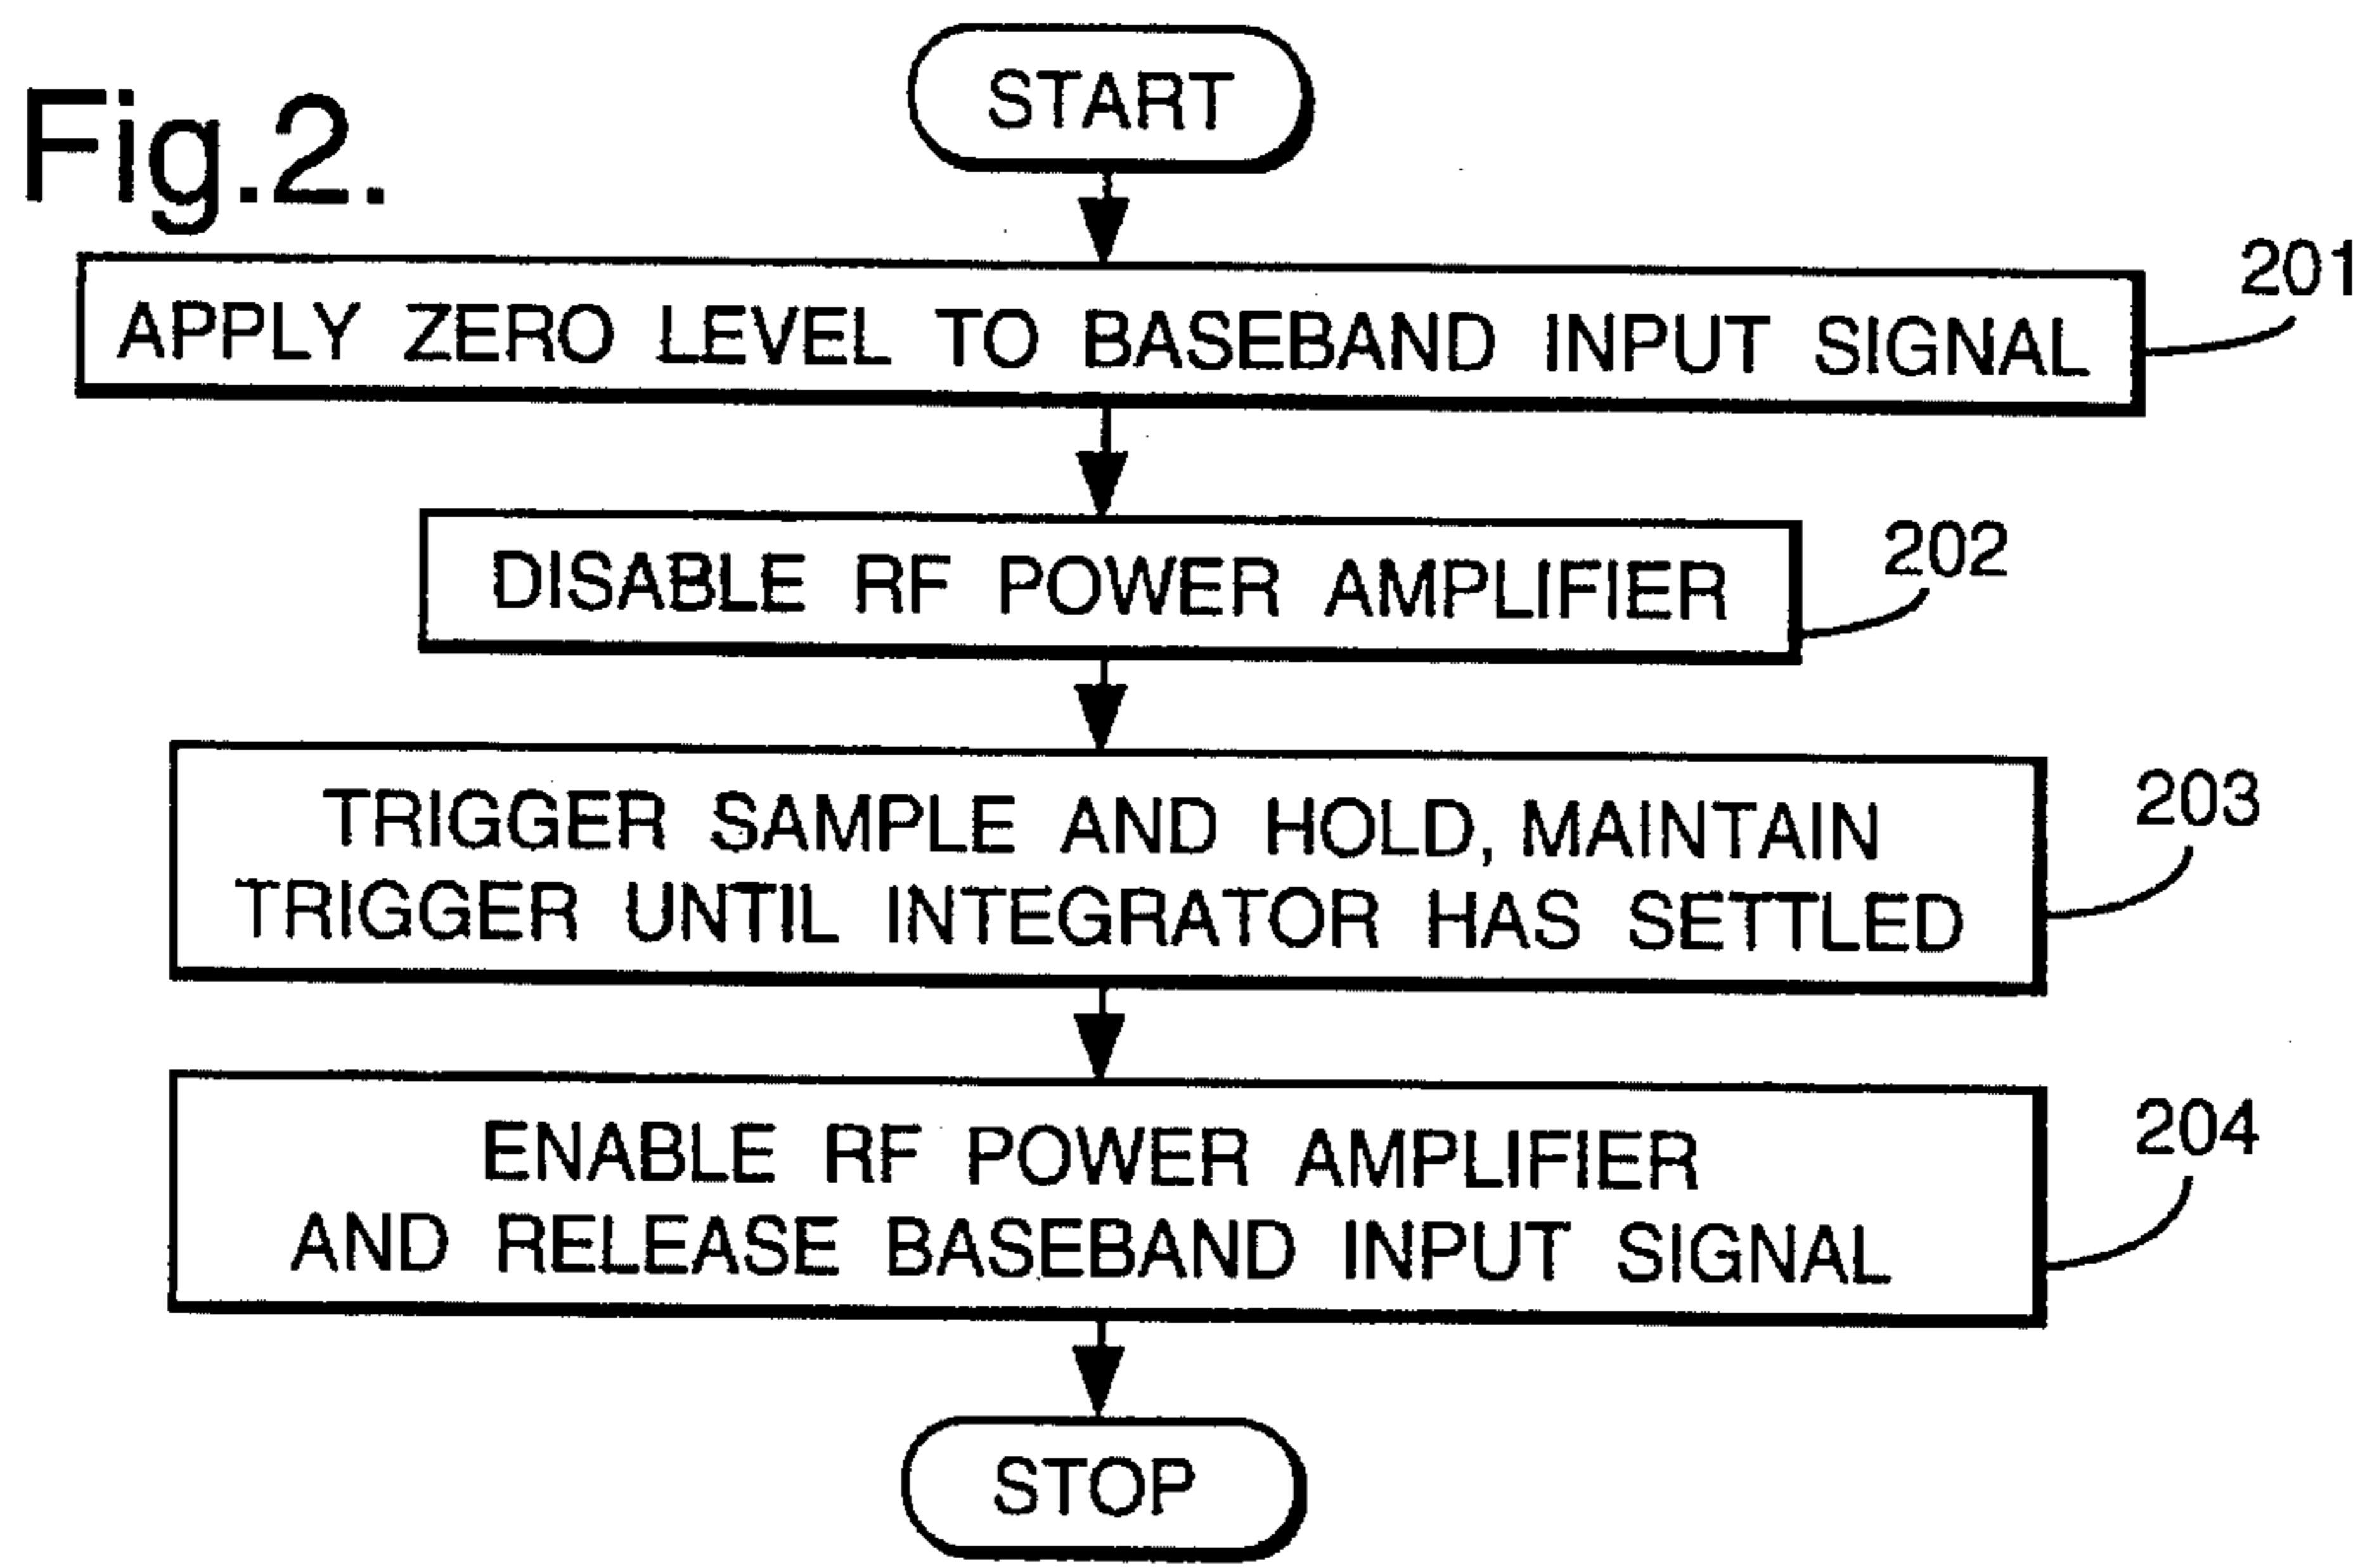 Fig.2.
START
APPLY ZERO LEVEL TO BASEBAND INPUT SIGNAL
201
DISABLE RF POWER AMPLIFIER
202
TRIGGER SAMPLE AND HOLD, MAINTAIN
TRIGGER UNTIL INTEGRATOR HAS SETTLED
203
ENABLE RF POWER AMPLIFIER
AND RELEASE BASEBAND INPUT SIGNAL
204
STOP